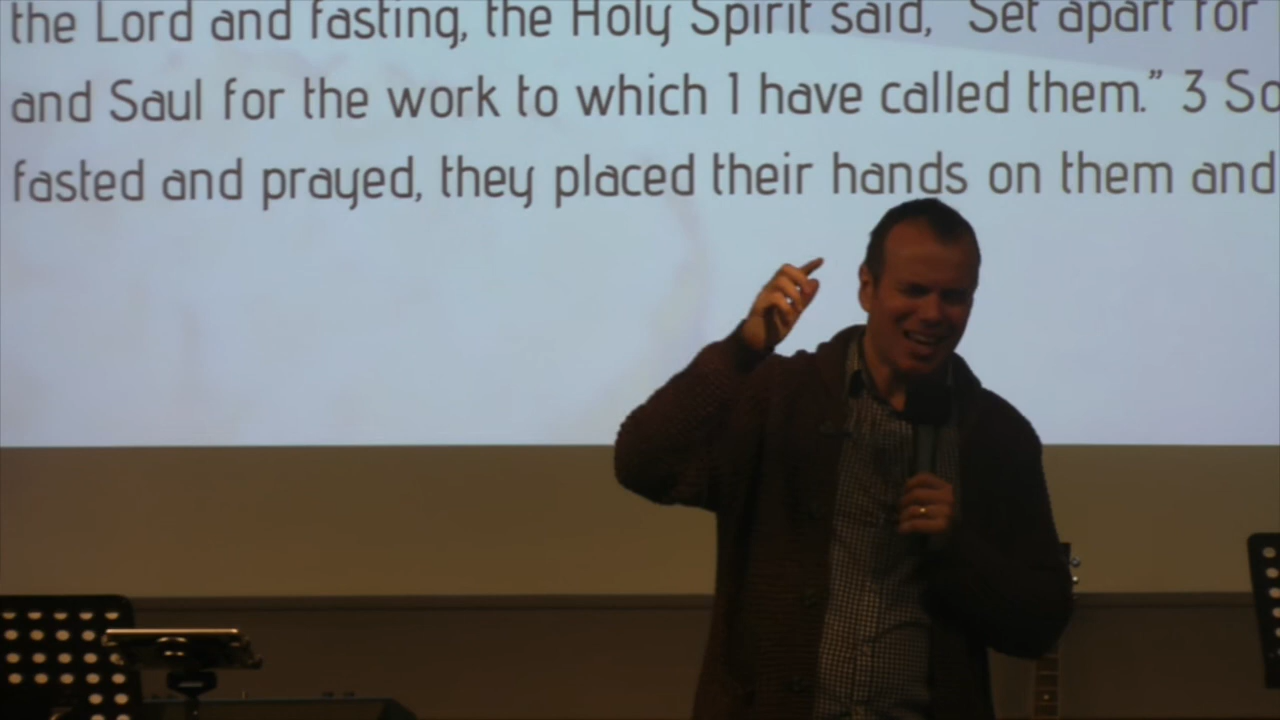 the Lord and fasting, the Holy Spirit said, “Set apart for
and Saul for the work to which I have called them.” 3 So
fasted and prayed, they placed their hands on them and